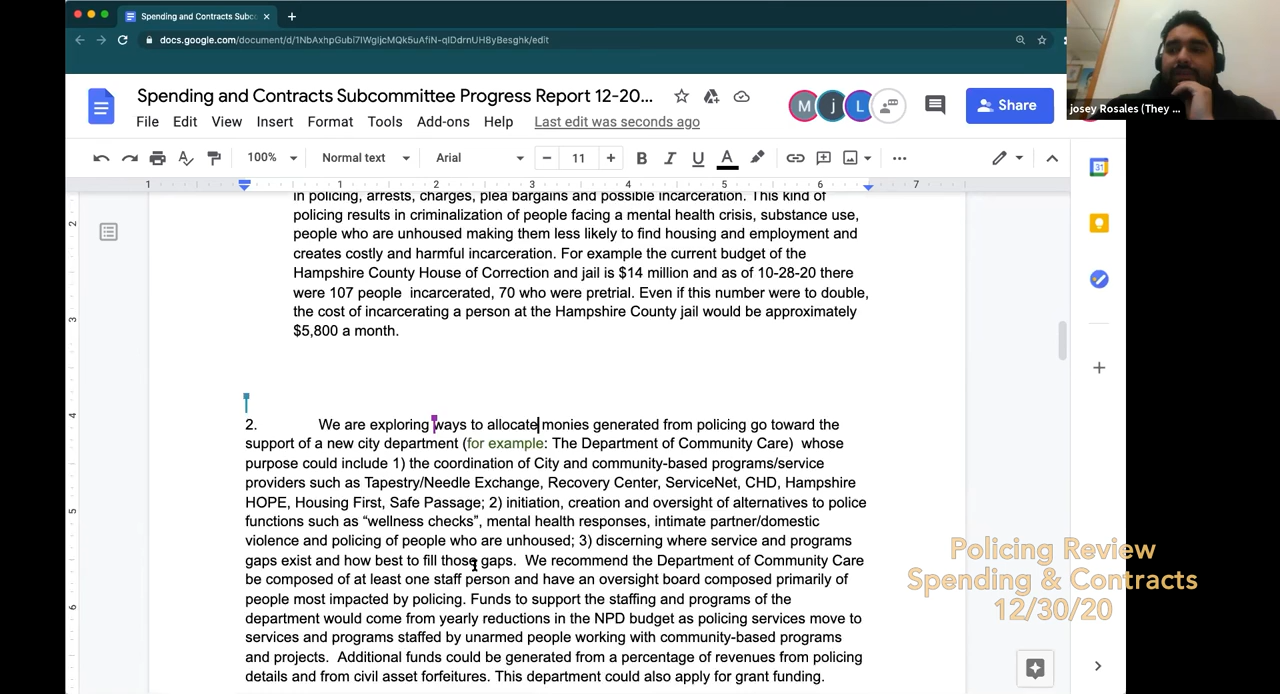 Spending and Contracts Subc
docs.google.com/document/d/1NbAxhpGubi7IWgIjcMQk5uAfiN-qIDdrnUH8yBesghk/edit
josey Rosales (They ...
Spending and Contracts Subcommittee Progress Report 12-20...
M j L
Share
File Edit View Insert Format Tools Add-ons Help Last edit was seconds ago
100% Normal text Arial 11 B I U A
1 1 2 3 4 5 6 7
31
in policing, arrests, charges, plea bargains and possible incarceration. This kind of
policing results in criminalization of people facing a mental health crisis, substance use,
people who are unhoused making them less likely to find housing and employment and
creates costly and harmful incarceration. For example the current budget of the
Hampshire County House of Correction and jail is $14 million and as of 10-28-20 there
were 107 people incarcerated, 70 who were pretrial. Even if this number were to double,
the cost of incarcerating a person at the Hampshire County jail would be approximately
$5,800 a month.
2. We are exploring ways to allocate monies generated from policing go toward the
support of a new city department (for example: The Department of Community Care) whose
purpose could include 1) the coordination of City and community-based programs/service
providers such as Tapestry/Needle Exchange, Recovery Center, ServiceNet, CHD, Hampshire
HOPE, Housing First, Safe Passage; 2) initiation, creation and oversight of alternatives to police
functions such as “wellness checks”, mental health responses, intimate partner/domestic
violence and policing of people who are unhoused; 3) discerning where service and programs
gaps exist and how best to fill those gaps. We recommend the Department of Community Care
be composed of at least one staff person and have an oversight board composed primarily of
people most impacted by policing. Funds to support the staffing and programs of the
department would come from yearly reductions in the NPD budget as policing services move to
services and programs staffed by unarmed people working with community-based programs
and projects. Additional funds could be generated from a percentage of revenues from policing
details and from civil asset forfeitures. This department could also apply for grant funding.
2
3
4
5
6
Policing Review
Spending & Contracts
12/30/20